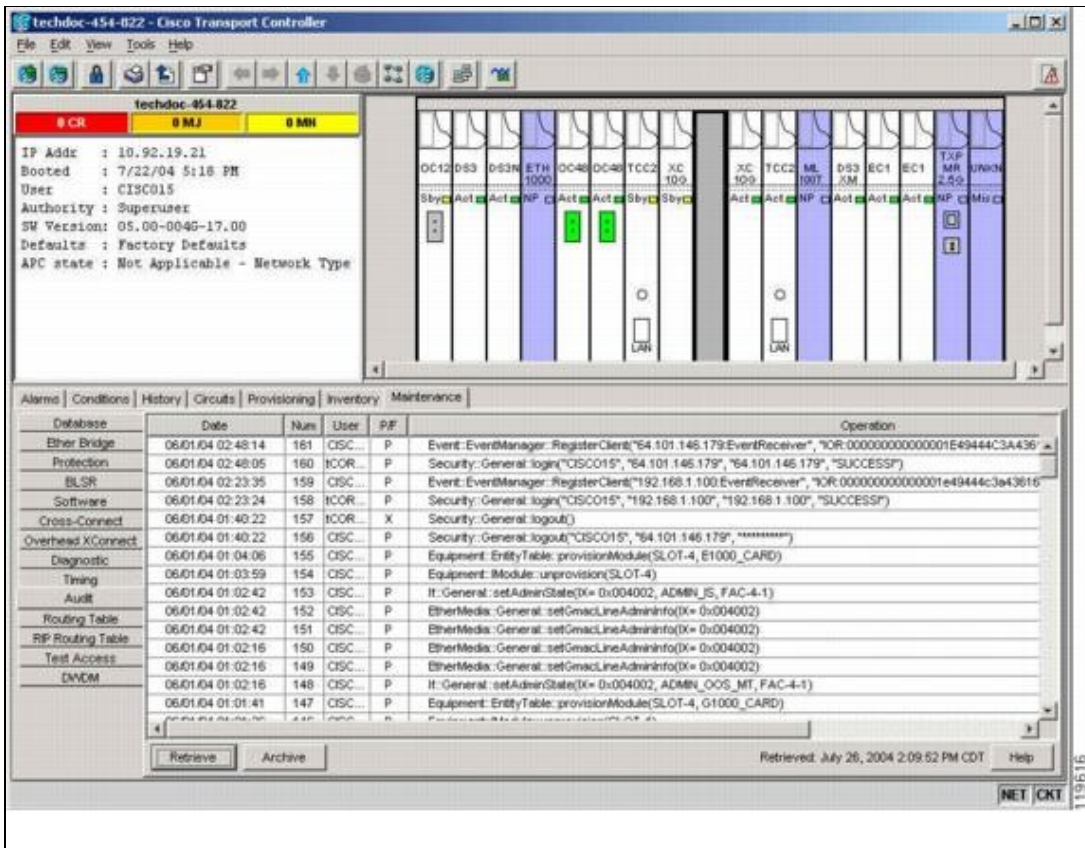 techdoc-454-822 - Cisco Transport Controller
File Edit View Tools Help
techdoc-454-822
0 CR 0 MJ 0 MN
IP Addr : 10.92.19.21
Booted : 7/22/04 5:18 PM
User : CISCO15
Authority : Superuser
SW Version: 05.00-004G-17.00
Defaults : Factory Defaults
APC state : Not Applicable - Network Type
OC12 DS3 DS3N ETH 1000 OC48 OC48 TCC2 XC 10G XC 10G TCC2 ML 100T DS3 XM EC1 EC1 TXP MR 2.5G UNKN
Sby Act Act NP Act Act Sby Sby Act Act NP Act Act Act NP Mis
LAN LAN
Alarms Conditions History Circuits Provisioning Inventory Maintenance
Database
Ether Bridge
Protection
BLSR
Software
Cross-Connect
Overhead XConnect
Diagnostic
Timing
Audit
Routing Table
RIP Routing Table
Test Access
DWDM
Date Num User P/F Operation
06/01/04 02:48:14 161 CISC... P Event::EventManager::RegisterClient("64.101.146.179:EventReceiver", "IOR:000000000000001E49444C3A436
06/01/04 02:48:05 160 tCOR... P Security::General::login("CISCO15", "64.101.146.179", "64.101.146.179", "SUCCESS!")
06/01/04 02:23:35 159 CISC... P Event::EventManager::RegisterClient("192.168.1.100:EventReceiver", "IOR:000000000000001e49444c3a43616
06/01/04 02:23:24 158 tCOR... P Security::General::login("CISCO15", "192.168.1.100", "192.168.1.100", "SUCCESS!")
06/01/04 01:40:22 157 tCOR... X Security::General::logout()
06/01/04 01:40:22 156 CISC... P Security::General::logout("CISCO15", "64.101.146.179", "**********")
06/01/04 01:04:06 155 CISC... P Equipment::EntityTable::provisionModule(SLOT-4, E1000_CARD)
06/01/04 01:03:59 154 CISC... P Equipment::IModule::unprovision(SLOT-4)
06/01/04 01:02:42 153 CISC... P If::General::setAdminState(IX= 0x004002, ADMIN_IS, FAC-4-1)
06/01/04 01:02:42 152 CISC... P EtherMedia::General::setGmacLineAdminInfo(IX= 0x004002)
06/01/04 01:02:42 151 CISC... P EtherMedia::General::setGmacLineAdminInfo(IX= 0x004002)
06/01/04 01:02:16 150 CISC... P EtherMedia::General::setGmacLineAdminInfo(IX= 0x004002)
06/01/04 01:02:16 149 CISC... P EtherMedia::General::setGmacLineAdminInfo(IX= 0x004002)
06/01/04 01:02:16 148 CISC... P If::General::setAdminState(IX= 0x004002, ADMIN_OOS_MT, FAC-4-1)
06/01/04 01:01:41 147 CISC... P Equipment::EntityTable::provisionModule(SLOT-4, G1000_CARD)
Retrieve Archive Retrieved: July 26, 2004 2:09:52 PM CDT Help
NET CKT
119616